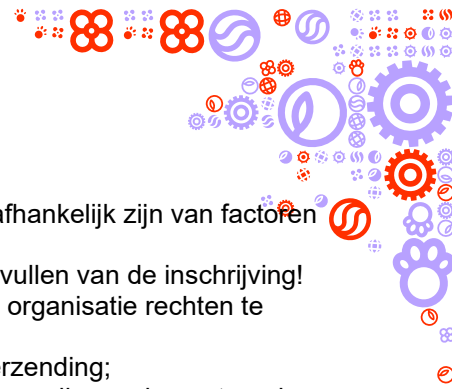 afhankelijk zijn van factoren
vullen van de inschrijving!
organisatie rechten te
erzending;